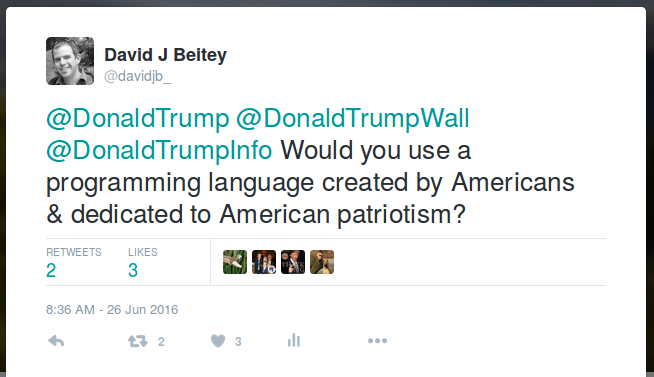 David J Beitey
@davidjb_
@DonaldTrump @DonaldTrumpWall
@DonaldTrumpInfo Would you use a
programming language created by Americans
& dedicated to American patriotism?
RETWEETS LIKES
2 3
8:36 AM - 26 Jun 2016
2 3